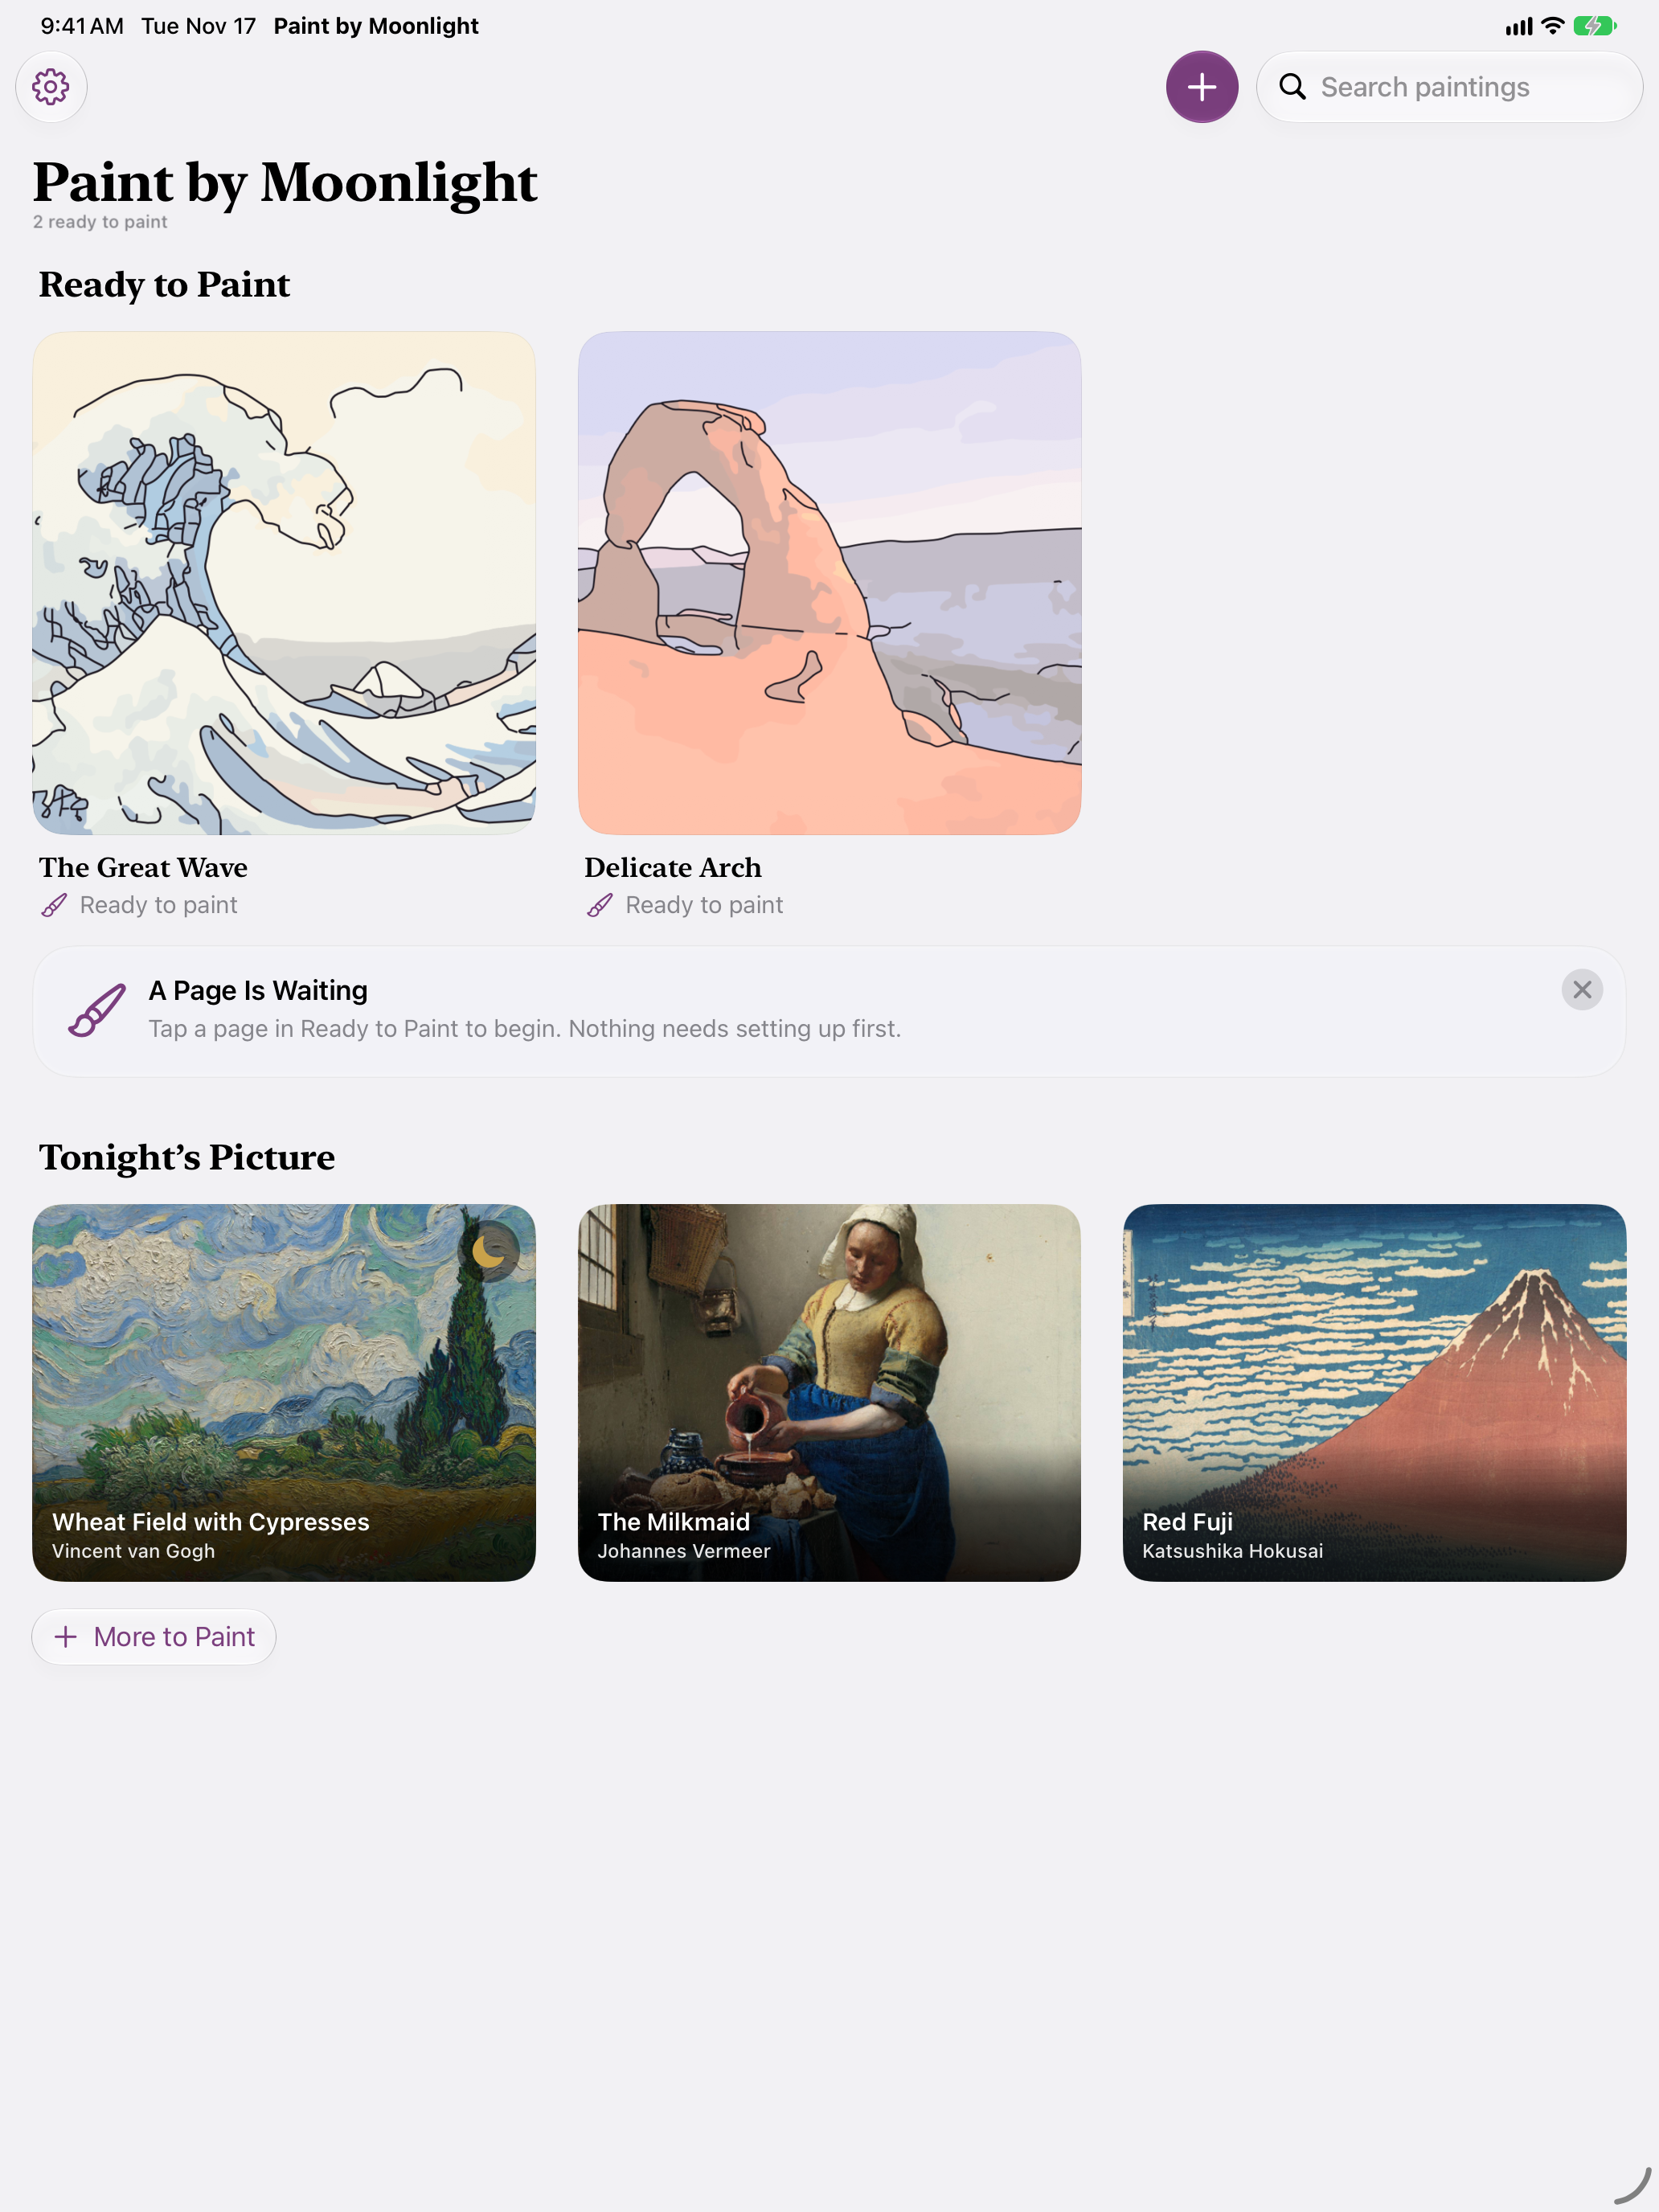 9:41 AM Tue Nov 17 Paint by Moonlight
Search paintings
Paint by Moonlight
2 ready to paint
Ready to Paint
The Great Wave
Ready to paint
Delicate Arch
Ready to paint
A Page Is Waiting
Tap a page in Ready to Paint to begin. Nothing needs setting up first.
Tonight’s Picture
Wheat Field with Cypresses
Vincent van Gogh
The Milkmaid
Johannes Vermeer
Red Fuji
Katsushika Hokusai
More to Paint